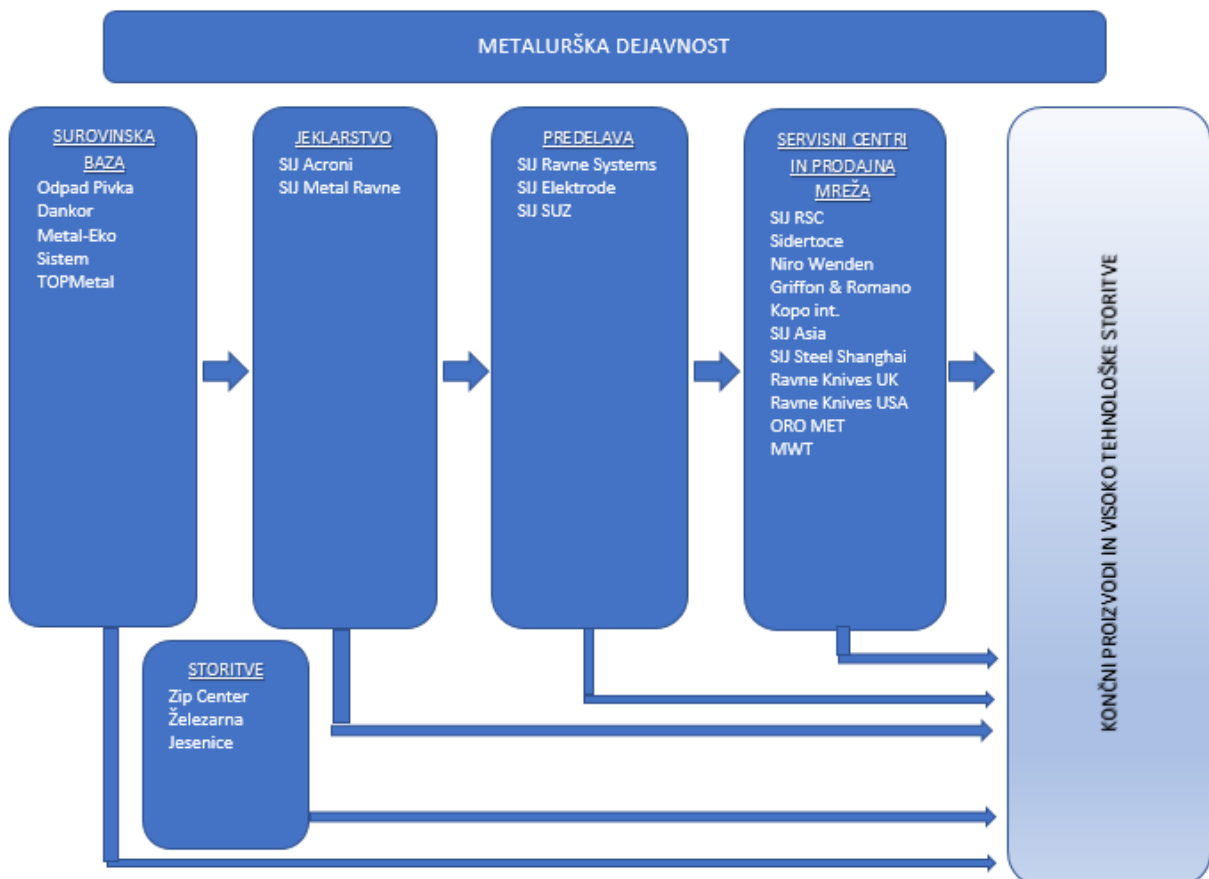 METALURŠKA DEJAVNOST
SUROVINSKA
BAZA
Odpad Pivka
Dankor
Metal-Eko
Sistem
TOPMetal
JEKLARSTVO
SIJ Acroni
SIJ Metal Ravne
PREDELAVA
SIJ Ravne Systems
SIJ Elektrode
SIJ SUZ
SERVISNI CENTRI
IN PRODAJNA
MREŽA
SIJ RSC
Sidertoce
Niro Wenden
Griffon & Romano
Kopo int.
SIJ Asia
SIJ Steel Shanghai
Ravne Knives UK
Ravne Knives USA
ORO MET
MWT
STORITVE
Zip Center
Železarna
Jesenice
KONČNI PROIZVODI IN VISOKO TEHNOLOŠKE STORITVE